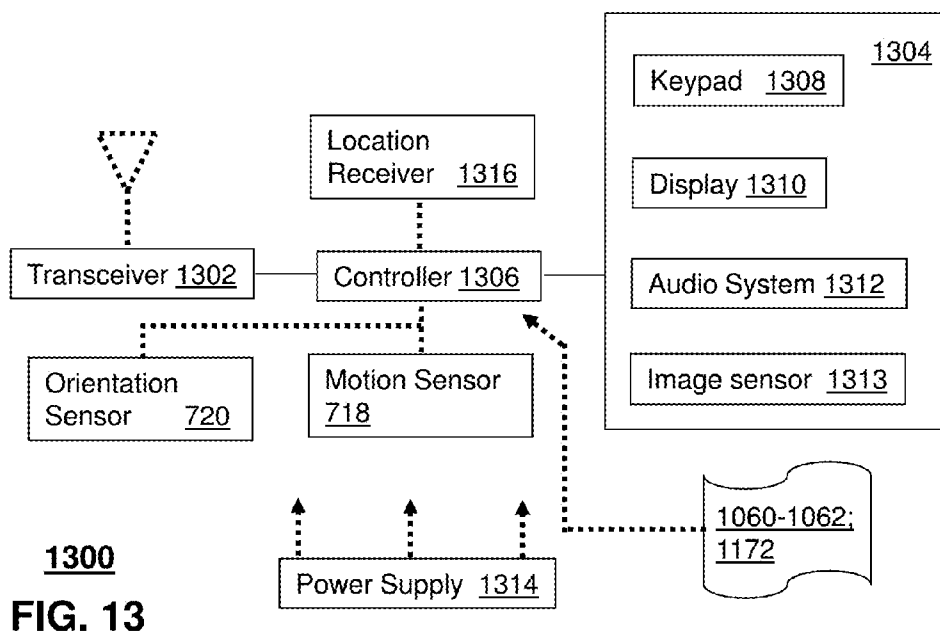 1304
Keypad 1308
Location
Receiver 1316
Display 1310
Transceiver 1302
Controller 1306
Audio System 1312
Orientation
Sensor 720
Motion Sensor
718
Image sensor 1313
1060-1062;
1172
1300
Power Supply 1314
FIG. 13